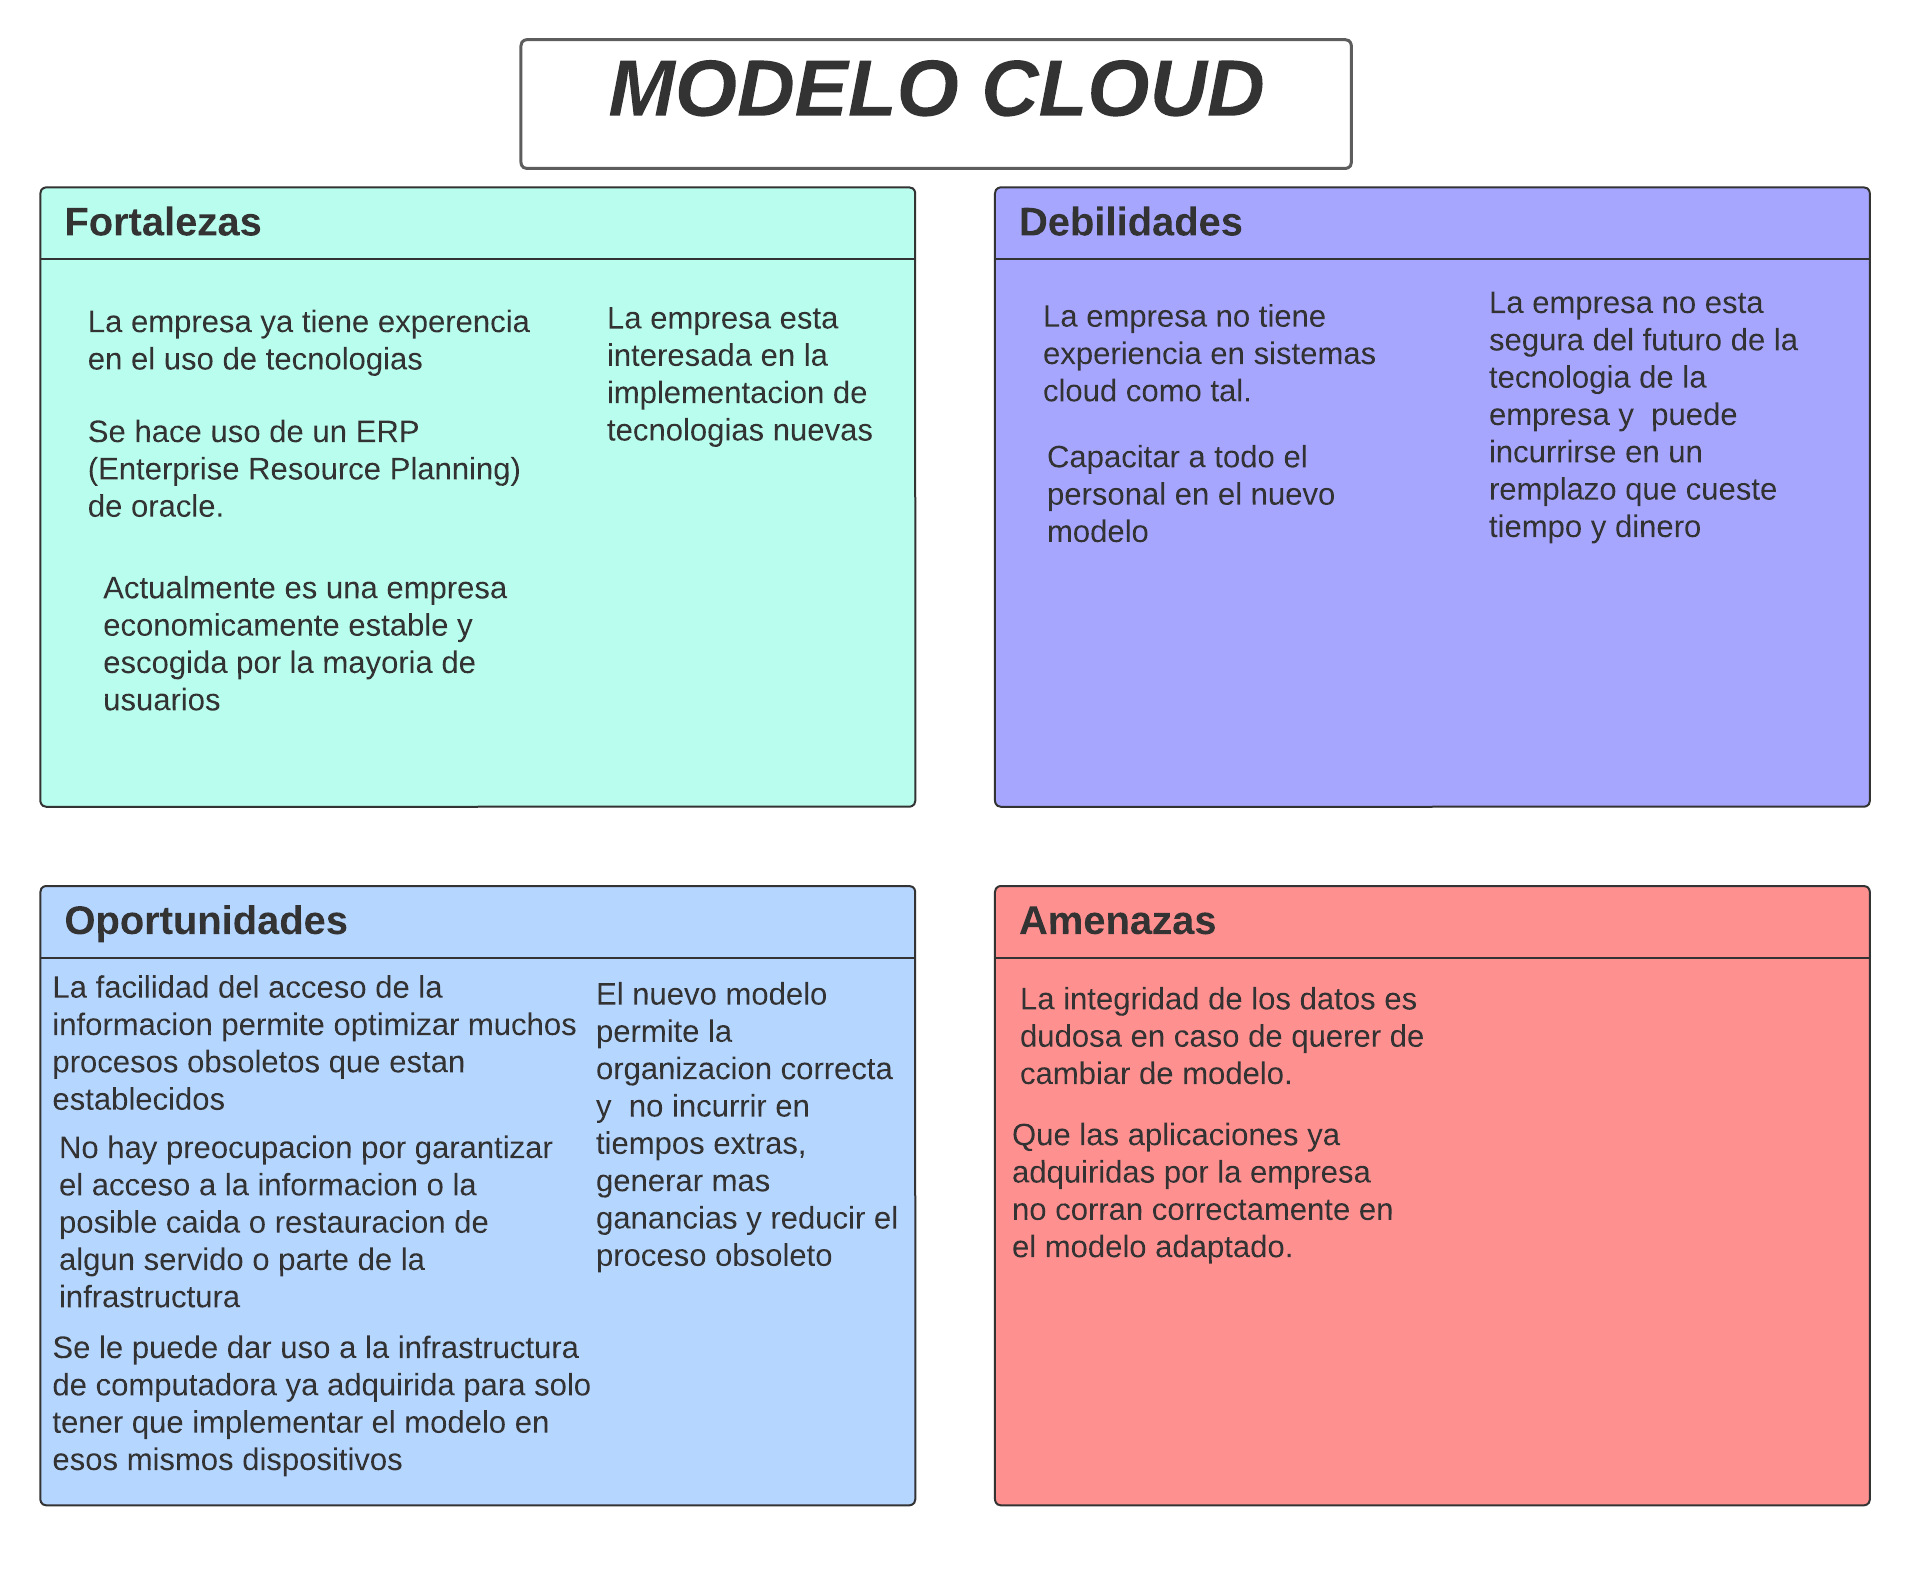 MODELO CLOUD
Fortalezas
La empresa ya tiene experencia
en el uso de tecnologias
Se hace uso de un ERP
(Enterprise Resource Planning)
de oracle.
Actualmente es una empresa
economicamente estable y
escogida por la mayoria de
usuarios
La empresa esta
interesada en la
implementacion de
tecnologias nuevas
Debilidades
La empresa no tiene
experiencia en sistemas
cloud como tal.
Capacitar a todo el
personal en el nuevo
modelo
La empresa no esta
segura del futuro de la
tecnologia de la
empresa y  puede
incurrirse en un
remplazo que cueste
tiempo y dinero
Oportunidades
La facilidad del acceso de la
informacion permite optimizar muchos
procesos obsoletos que estan
establecidos
No hay preocupacion por garantizar
el acceso a la informacion o la
posible caida o restauracion de
algun servido o parte de la
infrastructura
Se le puede dar uso a la infrastructura
de computadora ya adquirida para solo
tener que implementar el modelo en
esos mismos dispositivos
El nuevo modelo
permite la
organizacion correcta
y  no incurrir en
tiempos extras,
generar mas
ganancias y reducir el
proceso obsoleto
Amenazas
La integridad de los datos es
dudosa en caso de querer de
cambiar de modelo.
Que las aplicaciones ya
adquiridas por la empresa
no corran correctamente en
el modelo adaptado.